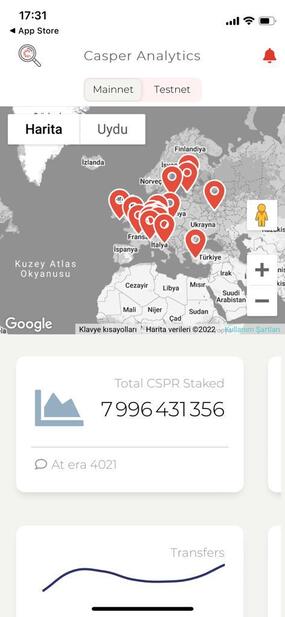 17:31
◀ App Store
Casper Analytics
Mainnet
Testnet
Harita
Uydu
İzlanda
Finlandiya
Norveç
Ukrayna
İtalya
İspanya
Türkiye
Kuzey Atlas
Okyanusu
Cezayir
Libya
Mısır
Irak
Suudi
Arabistan
Mali
Nijer
Çad
Sudan
Google
Klavye kısayolları
Harita verileri ©2022
Kullanım Şartları
Total CSPR Staked
7 996 431 356
At era 4021
Transfers